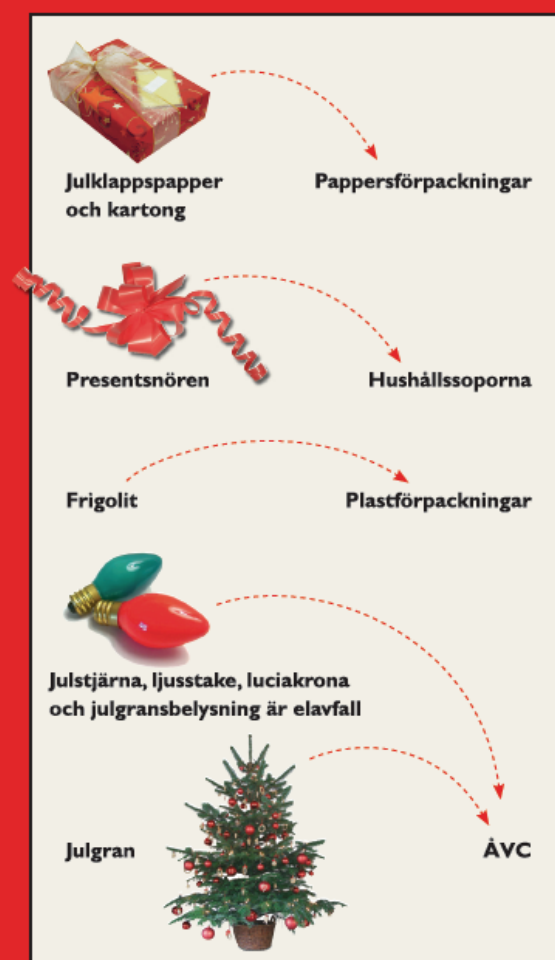 Julklappspapper
och kartong
Pappersförpackningar
Presentsnören
Hushållssoporna
Frigolit
Plastförpackningar
Julstjärna, ljusstake, luciakrona
och julgransbelysning är elavfall
Julgran
ÅVC